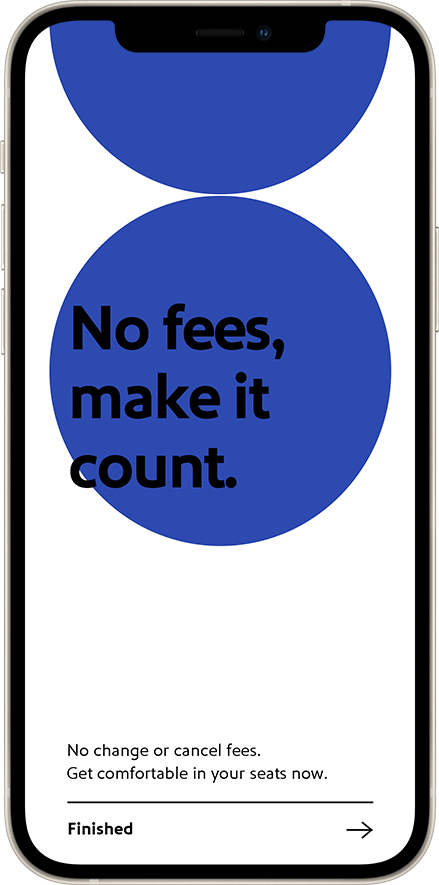 No fees,
make it
count.
No change or cancel fees.
Get comfortable in your seats now.
Finished